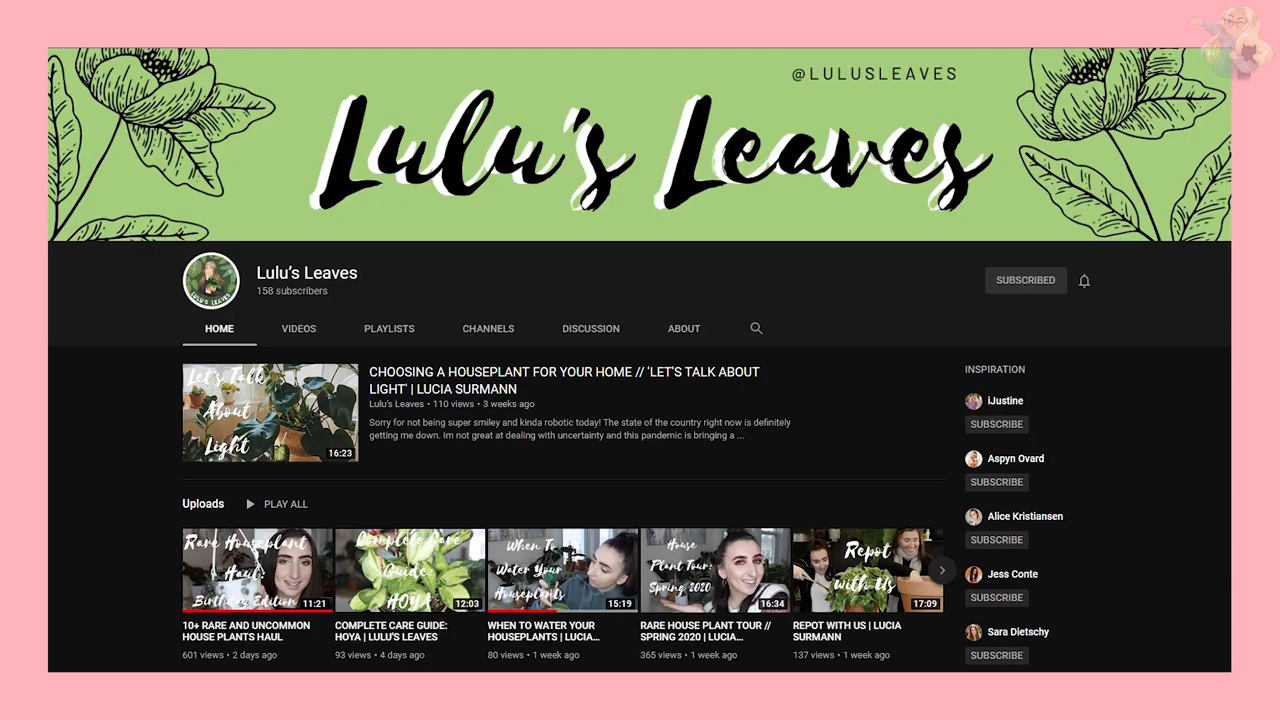 @LULUSLEAVES
Lulu's Leaves
Lulu's Leaves
158 subscribers
SUBSCRIBED
HOME
VIDEOS
PLAYLISTS
CHANNELS
DISCUSSION
ABOUT
Let's Talk
About
Light
16:23
CHOOSING A HOUSEPLANT FOR YOUR HOME // 'LET'S TALK ABOUT
LIGHT' | LUCIA SURMANN
Lulu's Leaves • 110 views • 3 weeks ago
Sorry for not being super smiley and kinda robotic today! The state of the country right now is definitely
getting me down. Im not great at dealing with uncertainty and this pandemic is bringing a ...
INSPIRATION
iJustine
SUBSCRIBE
Aspyn Ovard
SUBSCRIBE
Alice Kristiansen
SUBSCRIBE
Jess Conte
SUBSCRIBE
Sara Dietschy
SUBSCRIBE
Uploads
PLAY ALL
Rare Houseplant
Haul:
Birthday Edition
11:21
10+ RARE AND UNCOMMON
HOUSE PLANTS HAUL
601 views • 2 days ago
Complete Care
Guide:
HOYA
12:03
COMPLETE CARE GUIDE:
HOYA | LULU'S LEAVES
93 views • 4 days ago
When To
Water Your
Houseplants
15:19
WHEN TO WATER YOUR
HOUSEPLANTS | LUCIA...
80 views • 1 week ago
House
Plant Tour:
Spring 2020
16:34
RARE HOUSE PLANT TOUR //
SPRING 2020 | LUCIA...
365 views • 1 week ago
Repot
with Us
17:09
REPOT WITH US | LUCIA
SURMANN
137 views • 1 week ago
LULU'S LEAVES